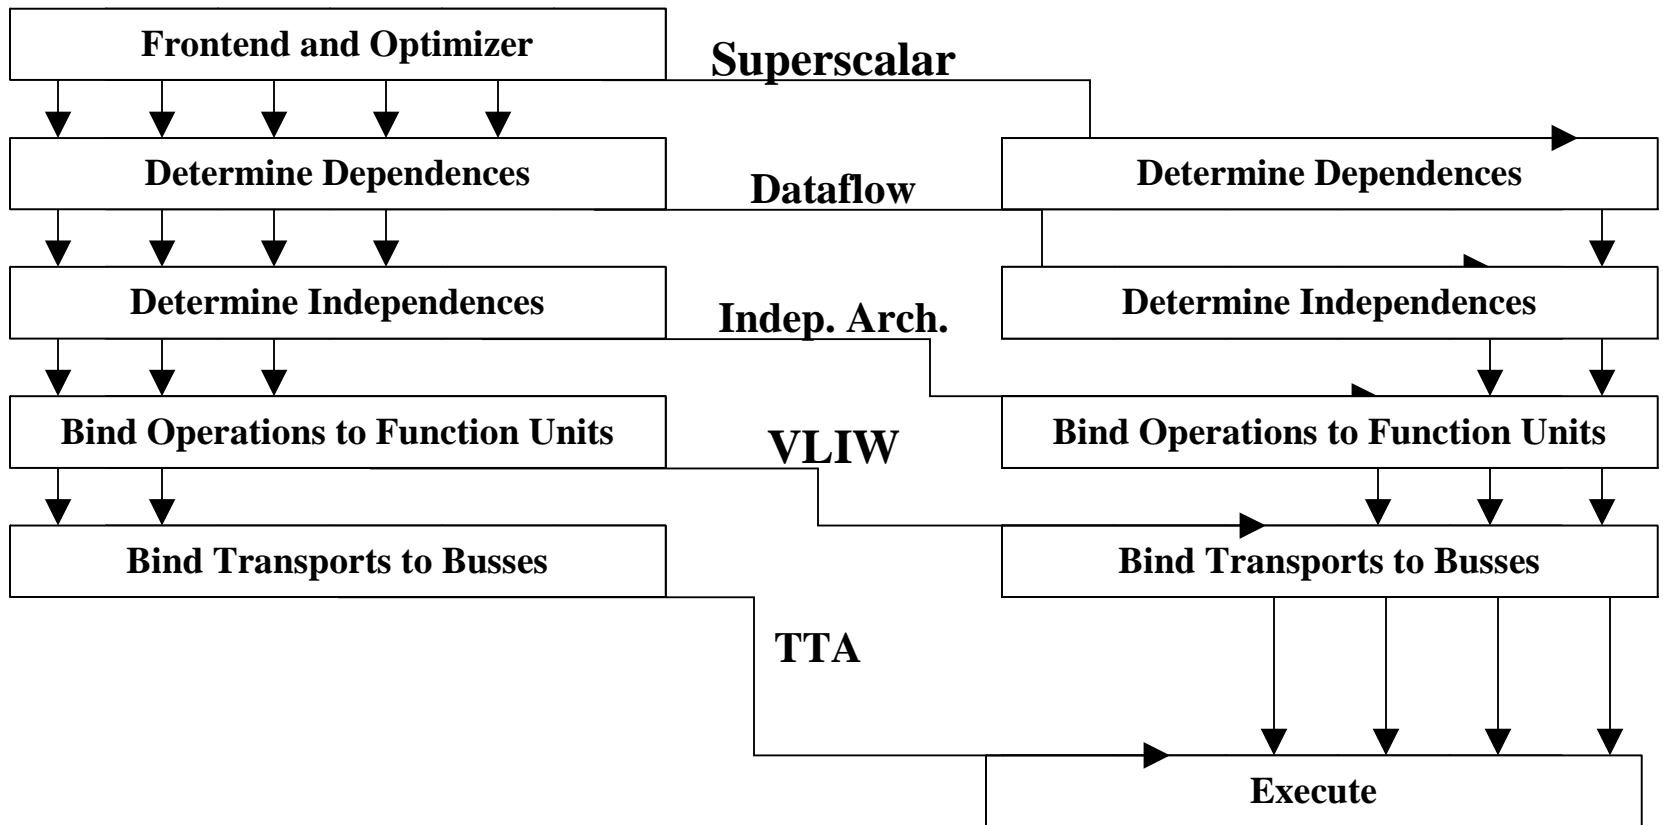 Frontend and Optimizer
Superscalar
Determine Dependences
Dataflow
Determine Dependences
Determine Independences
Indep. Arch.
Determine Independences
Bind Operations to Function Units
VLIW
Bind Operations to Function Units
Bind Transports to Busses
Bind Transports to Busses
TTA
Execute